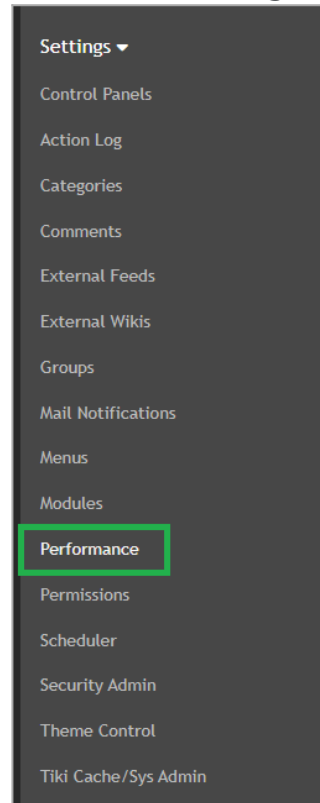 Settings
Control Panels
Action Log
Categories
Comments
External Feeds
External Wikis
Groups
Mail Notifications
Menus
Modules
Performance
Permissions
Scheduler
Security Admin
Theme Control
Tiki Cache/Sys Admin